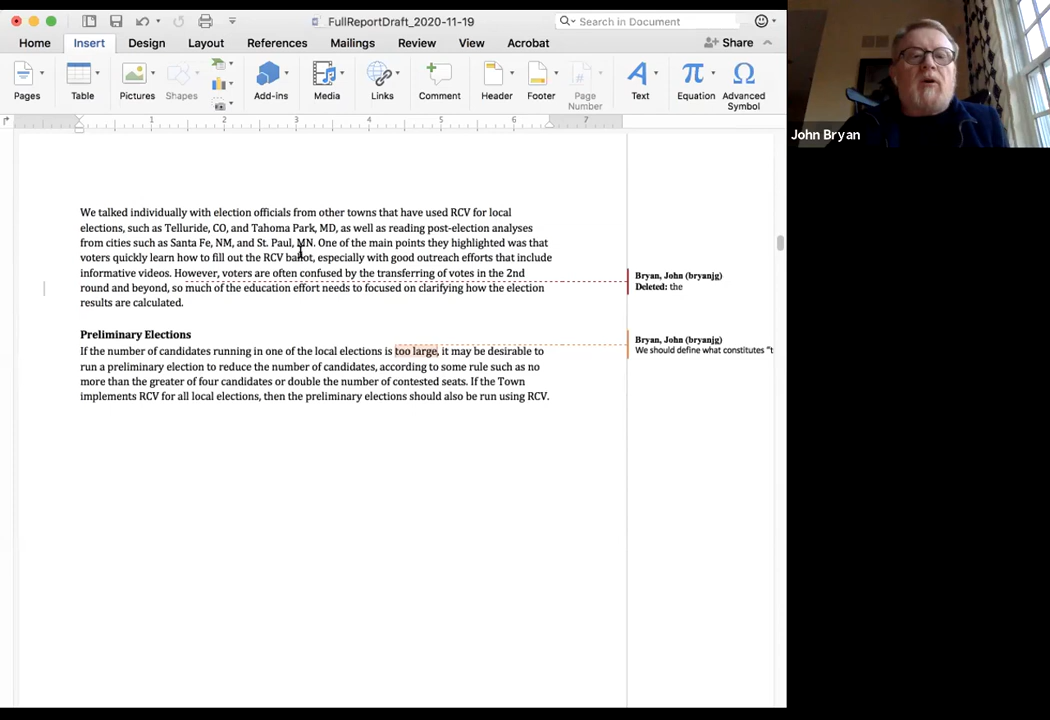 FullReportDraft_2020-11-19
Search in Document
Home Insert Design Layout References Mailings Review View Acrobat Share
Pages Table Pictures Shapes Add-ins Media Links Comment Header Footer Page Number Text Equation Advanced Symbol
1 2 3 4 5 6 7
John Bryan
We talked individually with election officials from other towns that have used RCV for local
elections, such as Telluride, CO, and Tahoma Park, MD, as well as reading post-election analyses
from cities such as Santa Fe, NM, and St. Paul, MN. One of the main points they highlighted was that
voters quickly learn how to fill out the RCV ballot, especially with good outreach efforts that include
informative videos. However, voters are often confused by the transferring of votes in the 2nd
round and beyond, so much of the education effort needs to focused on clarifying how the election
results are calculated.
Bryan, John (bryanjg)
Deleted: the
Preliminary Elections
If the number of candidates running in one of the local elections is too large, it may be desirable to
run a preliminary election to reduce the number of candidates, according to some rule such as no
more than the greater of four candidates or double the number of contested seats. If the Town
implements RCV for all local elections, then the preliminary elections should also be run using RCV.
Bryan, John (bryanjg)
We should define what constitutes "t